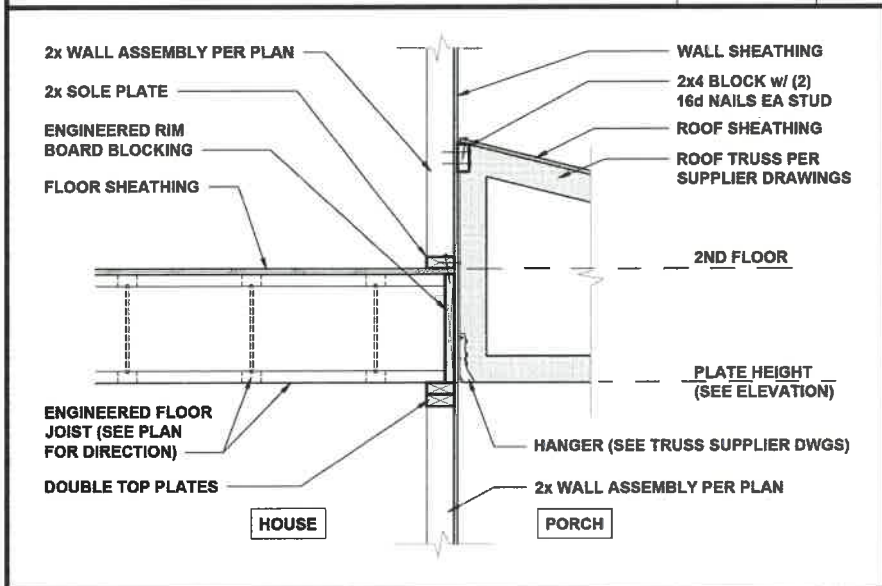 2x WALL ASSEMBLY PER PLAN
2x SOLE PLATE
ENGINEERED RIM
BOARD BLOCKING
FLOOR SHEATHING
ENGINEERED FLOOR
JOIST (SEE PLAN
FOR DIRECTION)
DOUBLE TOP PLATES
HOUSE
WALL SHEATHING
2x4 BLOCK w/ (2)
16d NAILS EA STUD
ROOF SHEATHING
ROOF TRUSS PER
SUPPLIER DRAWINGS
2ND FLOOR
PLATE HEIGHT
(SEE ELEVATION)
HANGER (SEE TRUSS SUPPLIER DWGS)
2x WALL ASSEMBLY PER PLAN
PORCH